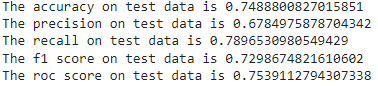 The accuracy on test data is 0.7488800827015851
The precision on test data is 0.6784975878704342
The recall on test data is 0.7896530980549429
The f1 score on test data is 0.7298674821610602
The roc score on test data is 0.7539112794307338